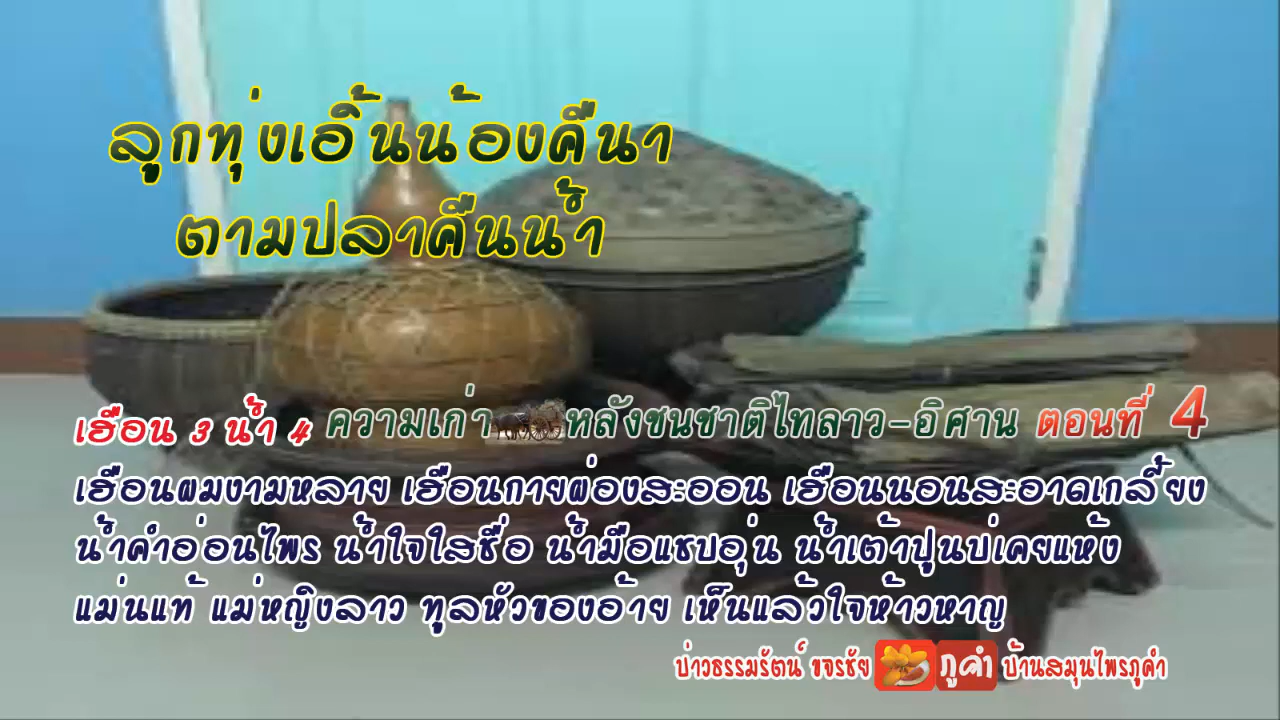 ลูกทุ่งเอิ้นน้องคืนา
ตามปลาคืนน้ำ
เฮือน 3 น้ำ 4 ความเก่า หลังชนชาติไทลาว-อิศาน ตอนที่ 4
เฮือนผมงามหลาย เฮือนกายผ่องสะออน เฮือนนอนสะอาดเกลี้ยง
น้ำคำอ่อนไพร น้ำใจใสซื่อ น้ำมือแซบอุ่น น้ำเต้าปูนบ่เคยแห้ง
แม่นแท้ แม่หญิงลาว ทูลหัวของอ้าย เห็นแล้วใจห้าวหาญ
บ่าวธรรมรัตน์ ขจรชัย ภูคำ บ้านสมุนไพรภูคำ